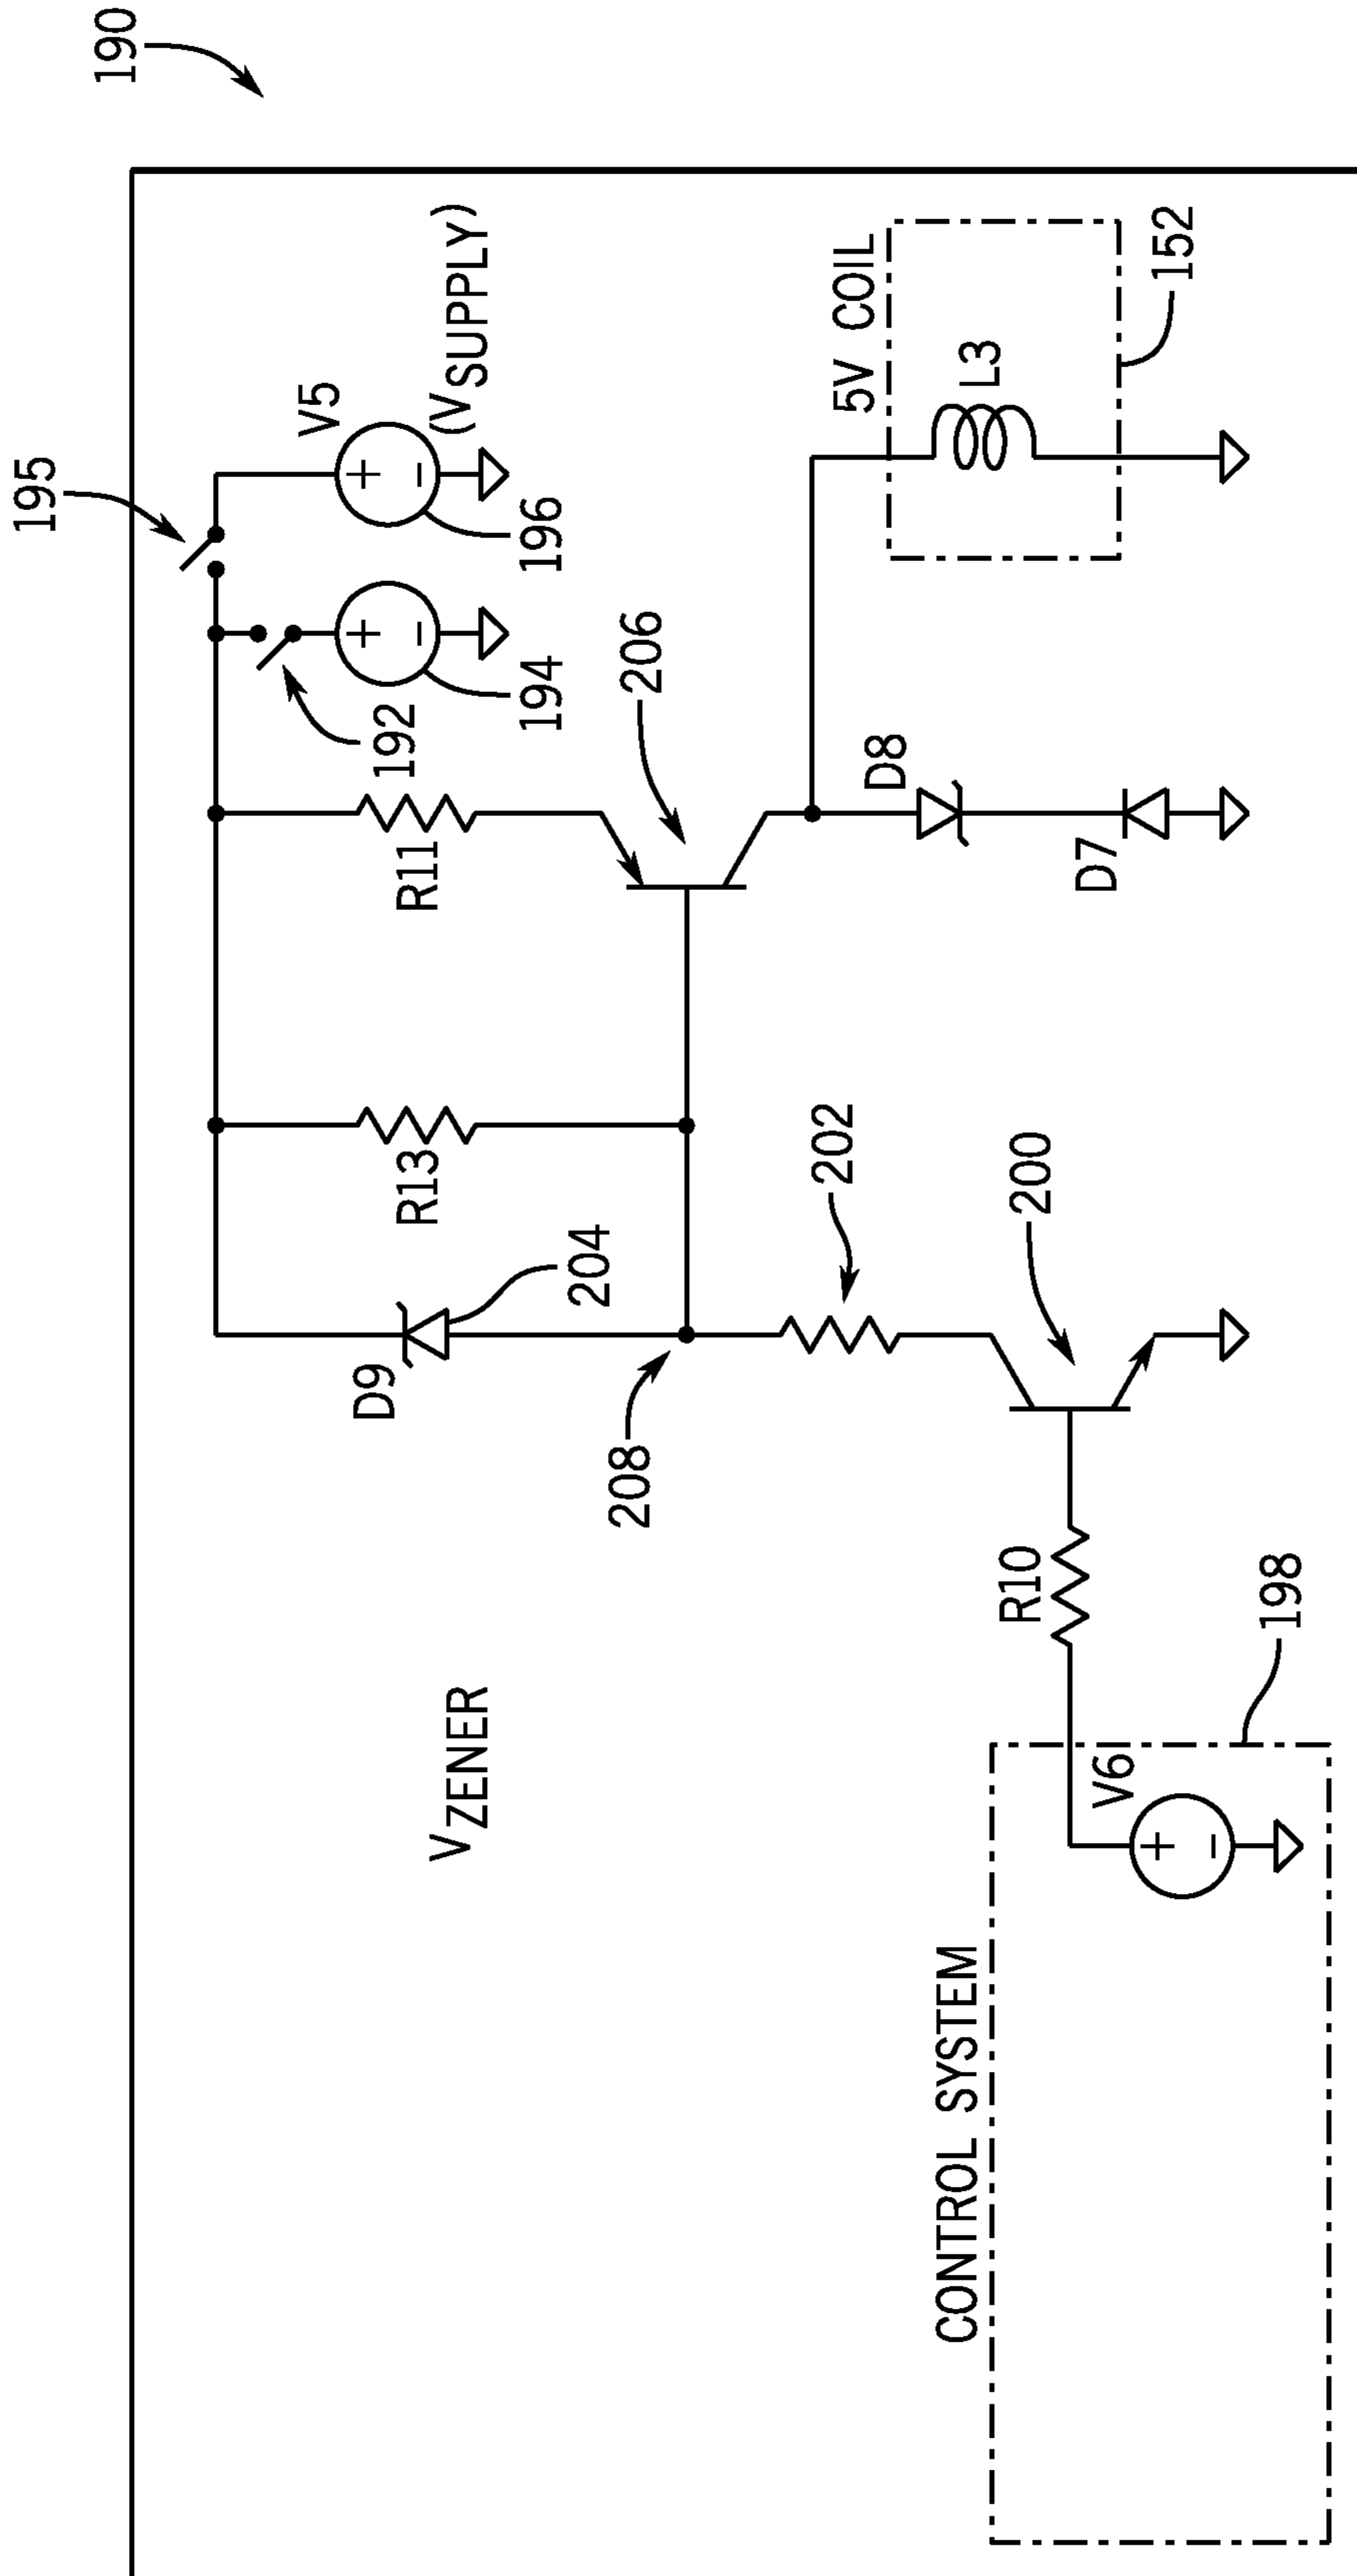 190
195
V5
(VSUPPLY)
196
194
192
206
R11
R13
D9
204
208
202
200
VZENER
R10
198
V6
CONTROL SYSTEM
5V COIL
L3
152
D8
D7
+
-
+
-
+
-